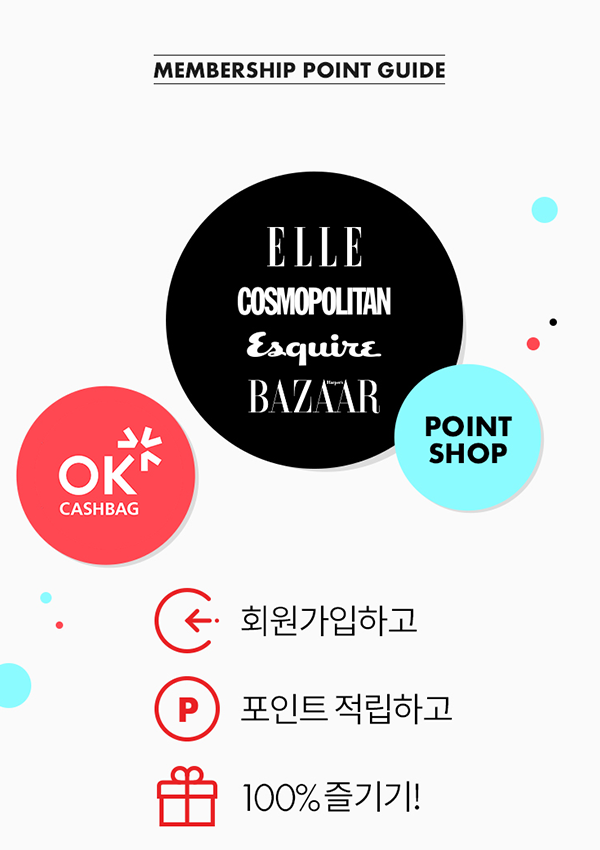 MEMBERSHIP POINT GUIDE
ELLE
COSMOPOLITAN
Esquire
Harper's
BAZAAR
POINT
SHOP
OK
CASHBAG
회원가입하고
P
포인트 적립하고
100% 즐기기!